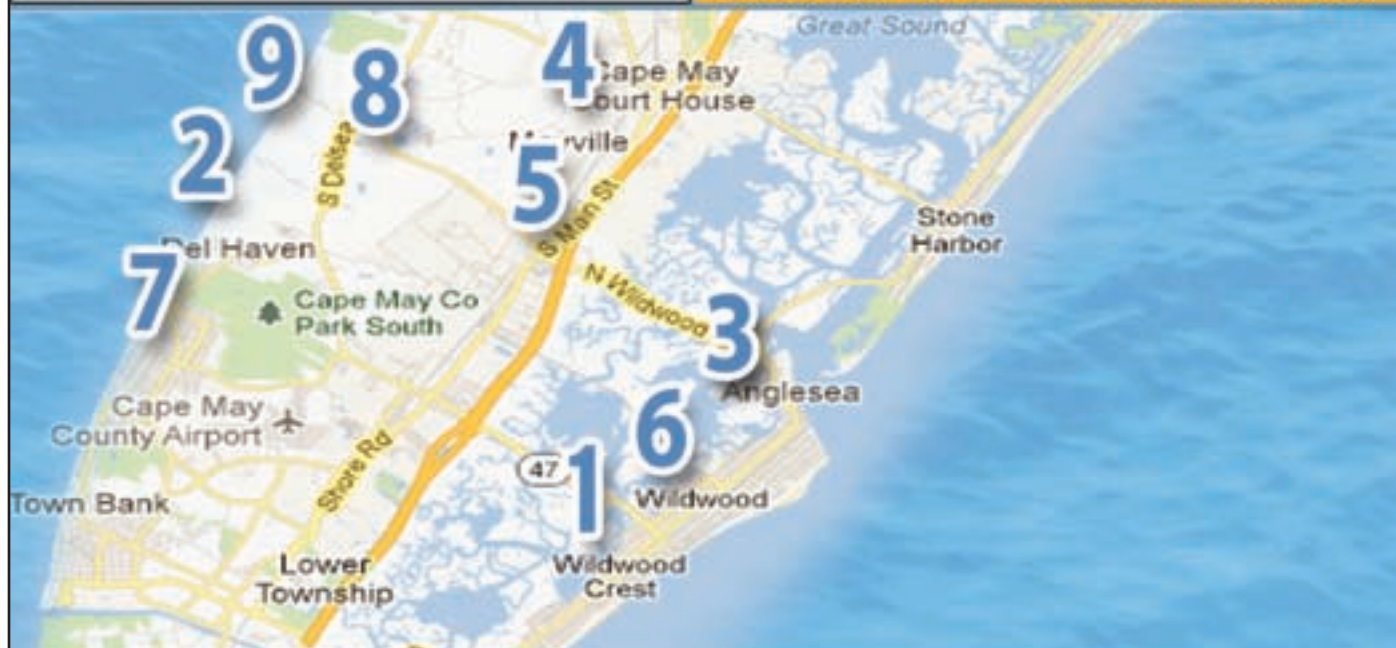 Great Sound
9
8
4
Cape May
Court House
2
S Delsea
Mayville
5
S Main St
Stone
Harbor
Del Haven
7
N Wildwood
3
Cape May Co
Park South
Anglesea
Cape May
County Airport
6
Shore Rd
47
1
Wildwood
Town Bank
Lower
Township
Wildwood
Crest